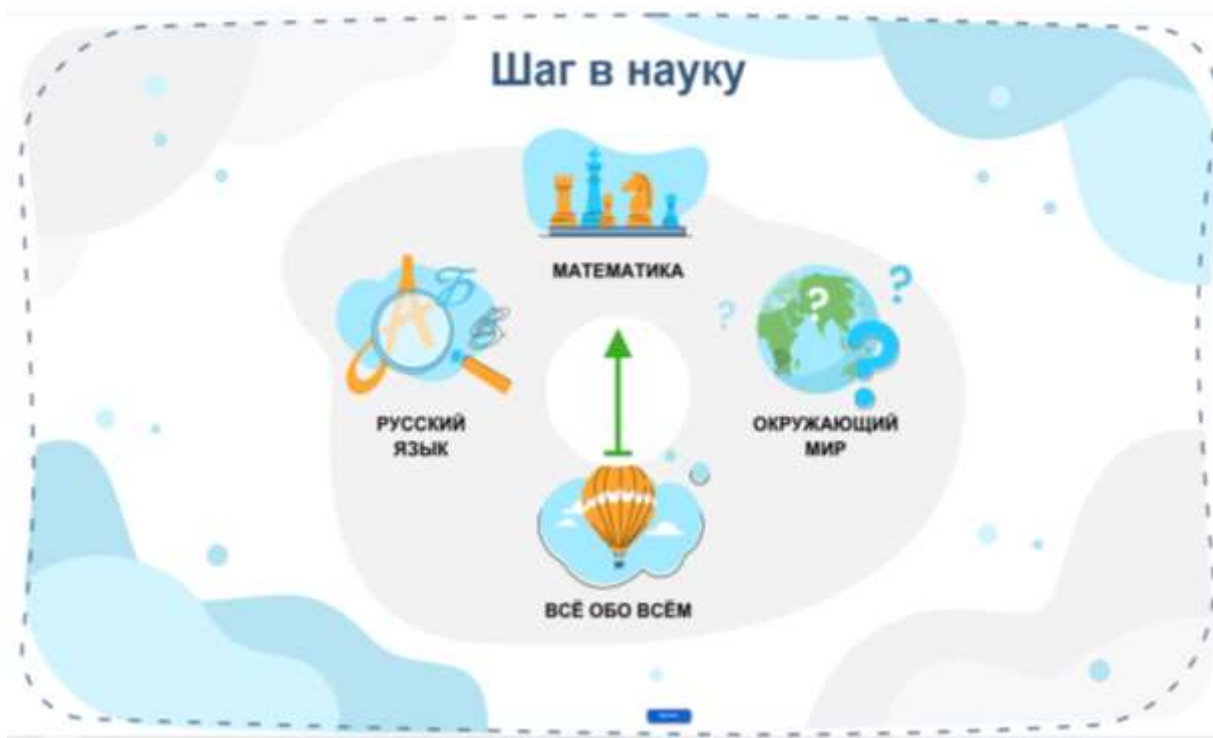 Шаг в науку
МАТЕМАТИКА
РУССКИЙ
ЯЗЫК
ОКРУЖАЮЩИЙ
МИР
ВСЁ ОБО ВСЁМ